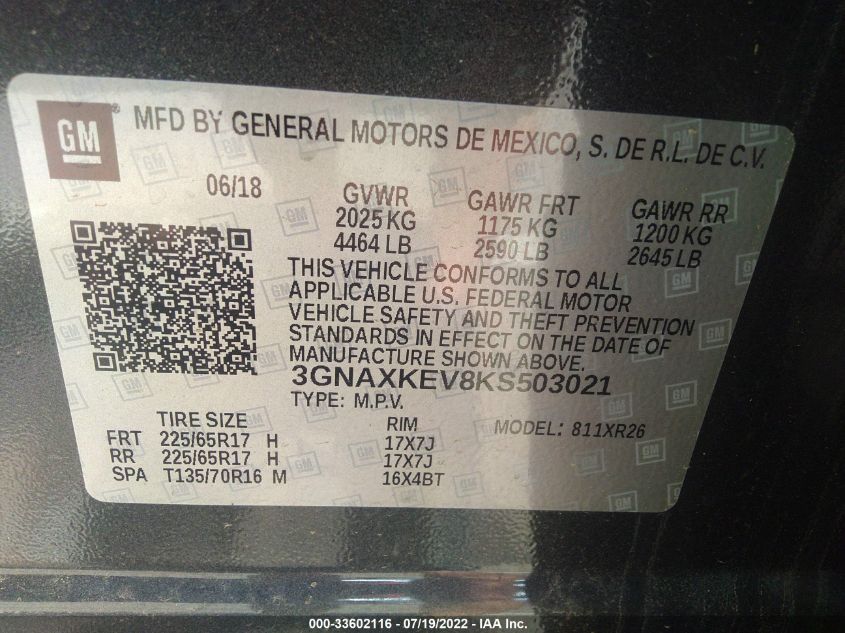 GM
MFD BY GENERAL MOTORS DE MEXICO, S. DE R.L. DE C.V.
06/18
GVWR GAWR FRT GAWR RR
2025 KG 1175 KG 1200 KG
4464 LB 2590 LB 2645 LB
THIS VEHICLE CONFORMS TO ALL
APPLICABLE U.S. FEDERAL MOTOR
VEHICLE SAFETY AND THEFT PREVENTION
STANDARDS IN EFFECT ON THE DATE OF
MANUFACTURE SHOWN ABOVE.
3GNAXKEV8KS503021
TYPE: M.P.V.
TIRE SIZE RIM MODEL: 811XR26
FRT 225/65R17 H 17X7J
RR 225/65R17 H 17X7J
SPA T135/70R16 M 16X4BT
000-33602116 - 07/19/2022 - IAA Inc.